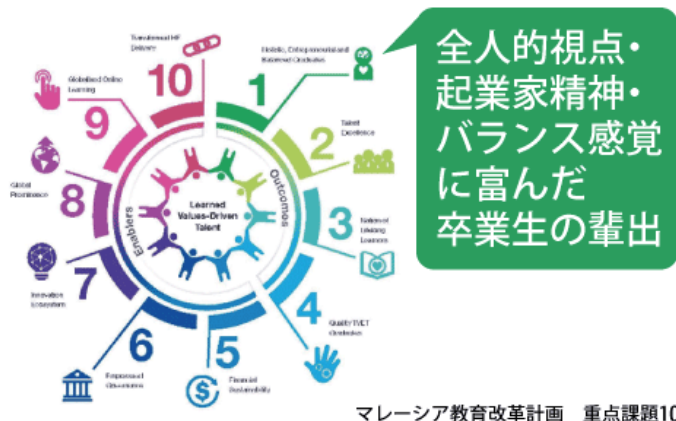 全人的視点・
起業家精神・
バランス感覚
に富んだ
卒業生の輩出
1
Holistic, Entrepreneurial and
Balanced Graduates
2
Talent
Excellence
3
Nation of
Lifelong
Learners
4
Quality TVET
Graduates
5
Financial
Sustainability
6
Empowered
Governance
7
Innovation
Ecosystem
8
Global
Prominence
9
Globalised Online
Learning
10
Transformed HE
Delivery
Enablers
Outcomes
Learned
Values-Driven
Talent
マレーシア教育改革計画　重点課題10